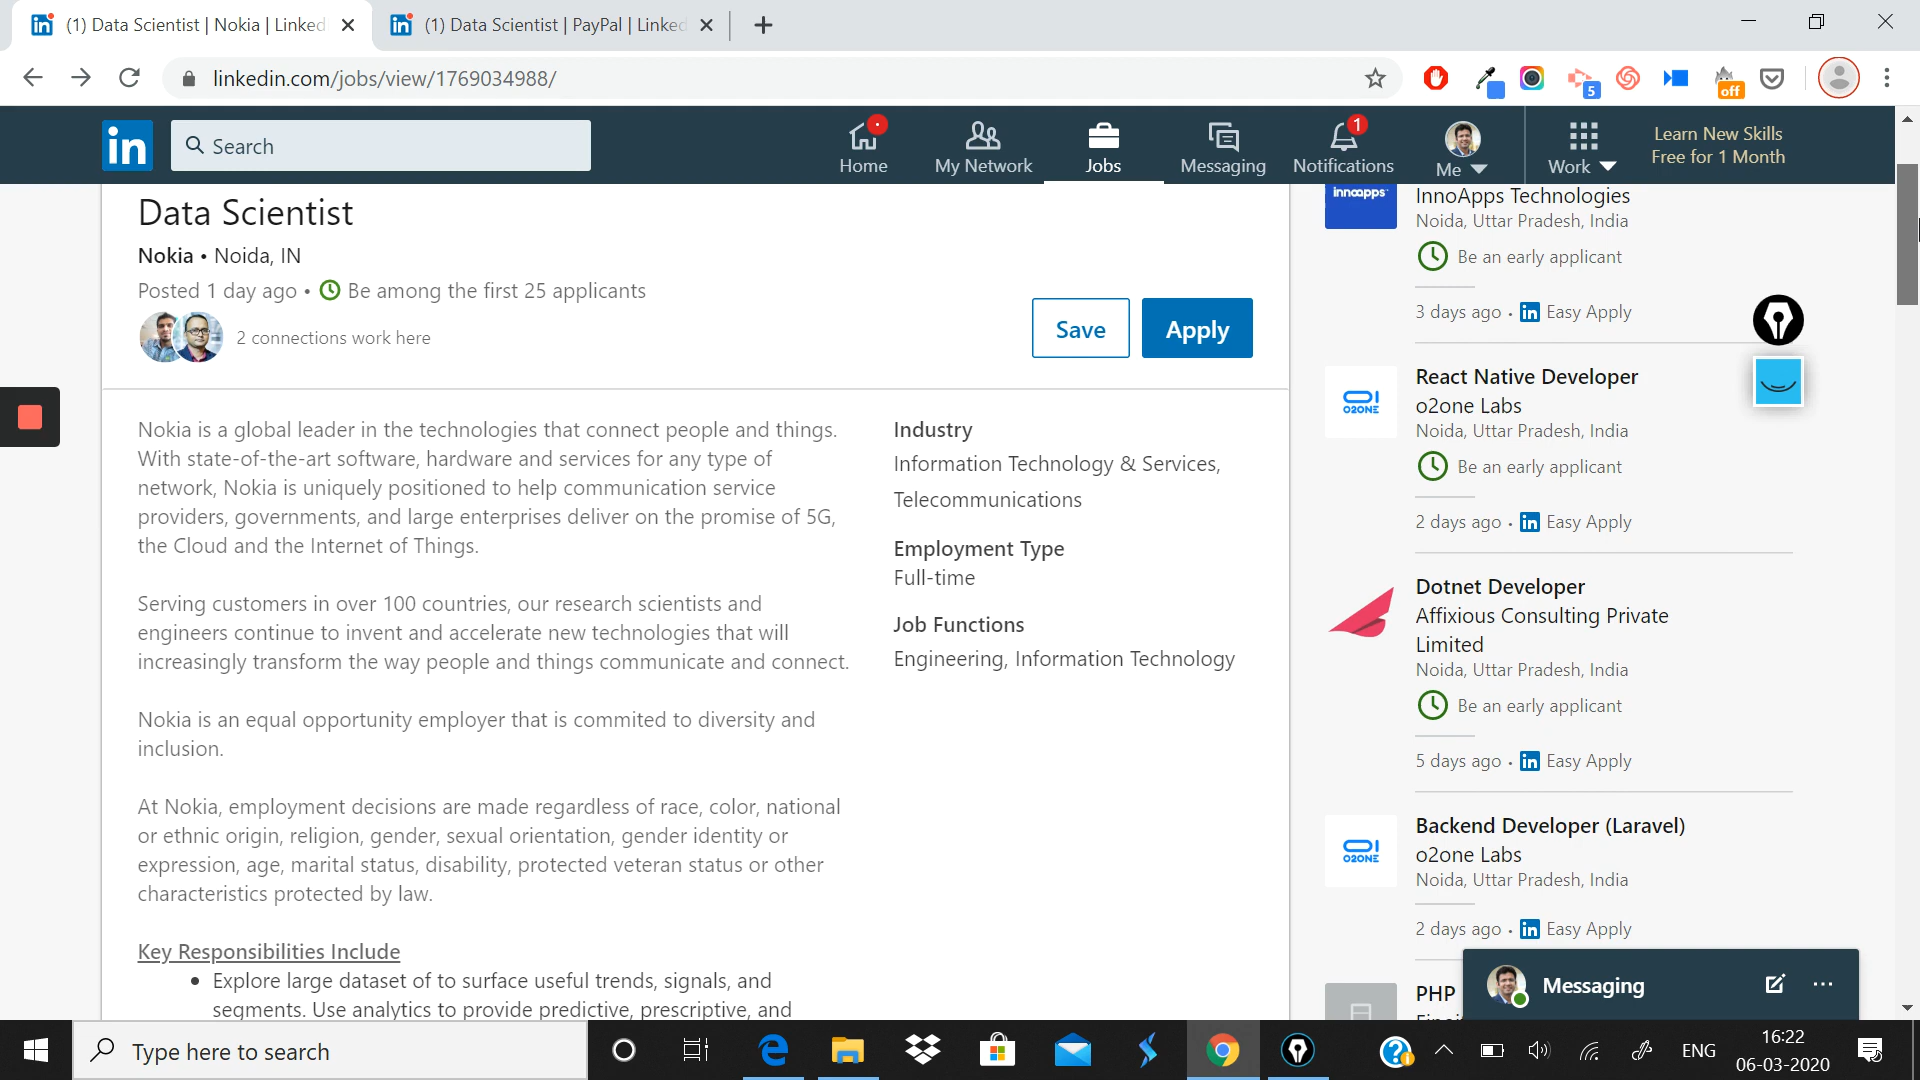 (1) Data Scientist | Nokia | Linked
(1) Data Scientist | PayPal | Linked
linkedin.com/jobs/view/1769034988/
5
off
in
Search
Home
My Network
Jobs
Messaging
1
Notifications
Me
Work
Learn New Skills
Free for 1 Month
Data Scientist
Nokia • Noida, IN
Posted 1 day ago • Be among the first 25 applicants
2 connections work here
Save
Apply
Nokia is a global leader in the technologies that connect people and things.
With state-of-the-art software, hardware and services for any type of
network, Nokia is uniquely positioned to help communication service
providers, governments, and large enterprises deliver on the promise of 5G,
the Cloud and the Internet of Things.
Serving customers in over 100 countries, our research scientists and
engineers continue to invent and accelerate new technologies that will
increasingly transform the way people and things communicate and connect.
Nokia is an equal opportunity employer that is commited to diversity and
inclusion.
At Nokia, employment decisions are made regardless of race, color, national
or ethnic origin, religion, gender, sexual orientation, gender identity or
expression, age, marital status, disability, protected veteran status or other
characteristics protected by law.
Key Responsibilities Include
• Explore large dataset of to surface useful trends, signals, and
segments. Use analytics to provide predictive, prescriptive, and
Industry
Information Technology & Services,
Telecommunications
Employment Type
Full-time
Job Functions
Engineering, Information Technology
innoapps
InnoApps Technologies
Noida, Uttar Pradesh, India
Be an early applicant
3 days ago • in Easy Apply
O2ONE
React Native Developer
o2one Labs
Noida, Uttar Pradesh, India
Be an early applicant
2 days ago • in Easy Apply
Dotnet Developer
Affixious Consulting Private
Limited
Noida, Uttar Pradesh, India
Be an early applicant
5 days ago • in Easy Apply
O2ONE
Backend Developer (Laravel)
o2one Labs
Noida, Uttar Pradesh, India
2 days ago • in Easy Apply
PHP
Messaging
Type here to search
ENG
16:22
06-03-2020